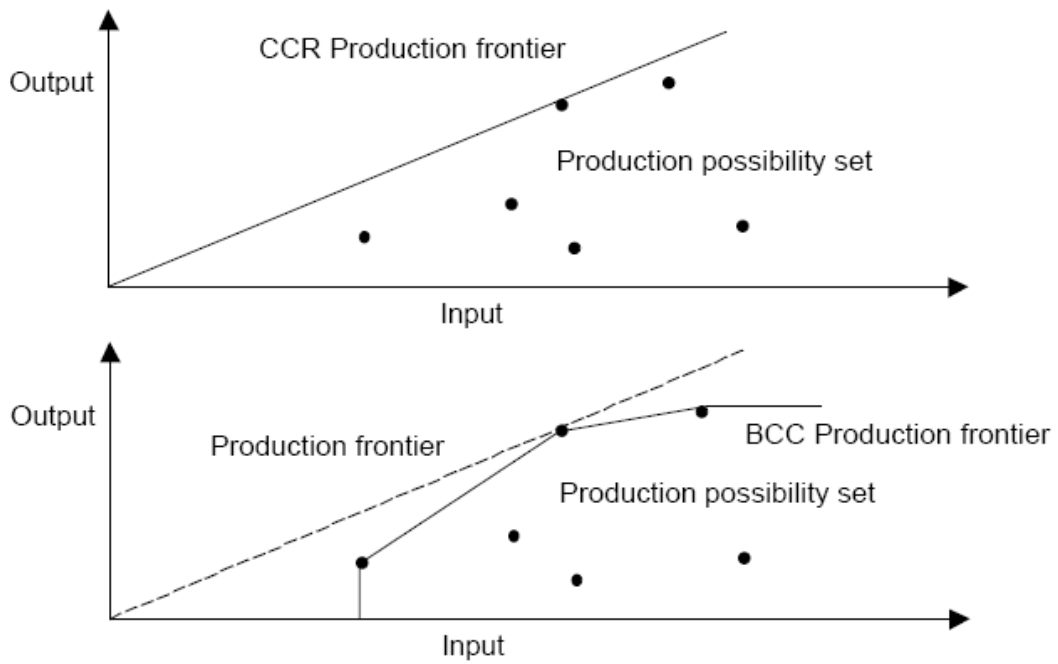 CCR Production frontier
Output
Production possibility set
Input
Output
Production frontier
BCC Production frontier
Production possibility set
Input